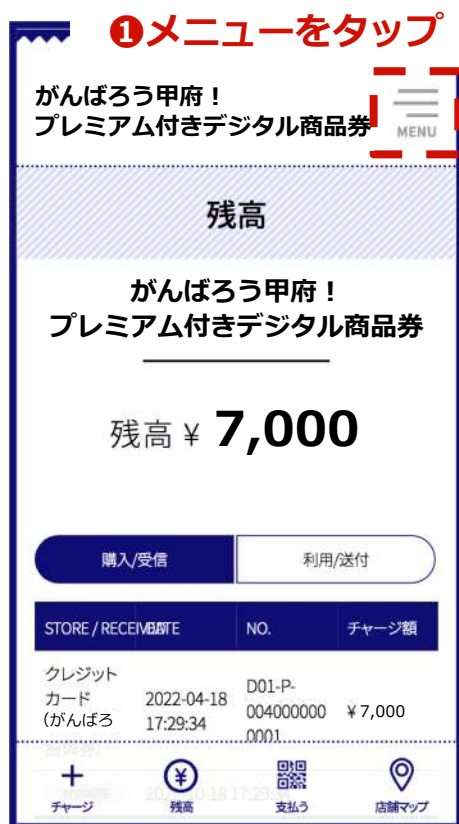 ❶メニューをタップ
がんばろう甲府！
プレミアム付きデジタル商品券
MENU
残高
がんばろう甲府！
プレミアム付きデジタル商品券
残高 ¥ 7,000
購入/受信
利用/送付
STORE / RECEIVED
DATE
NO.
チャージ額
クレジット
カード
(がんばろ
2022-04-18
17:29:34
D01-P-
004000000
0001
¥7,000
チャージ
残高
支払う
店舗マップ